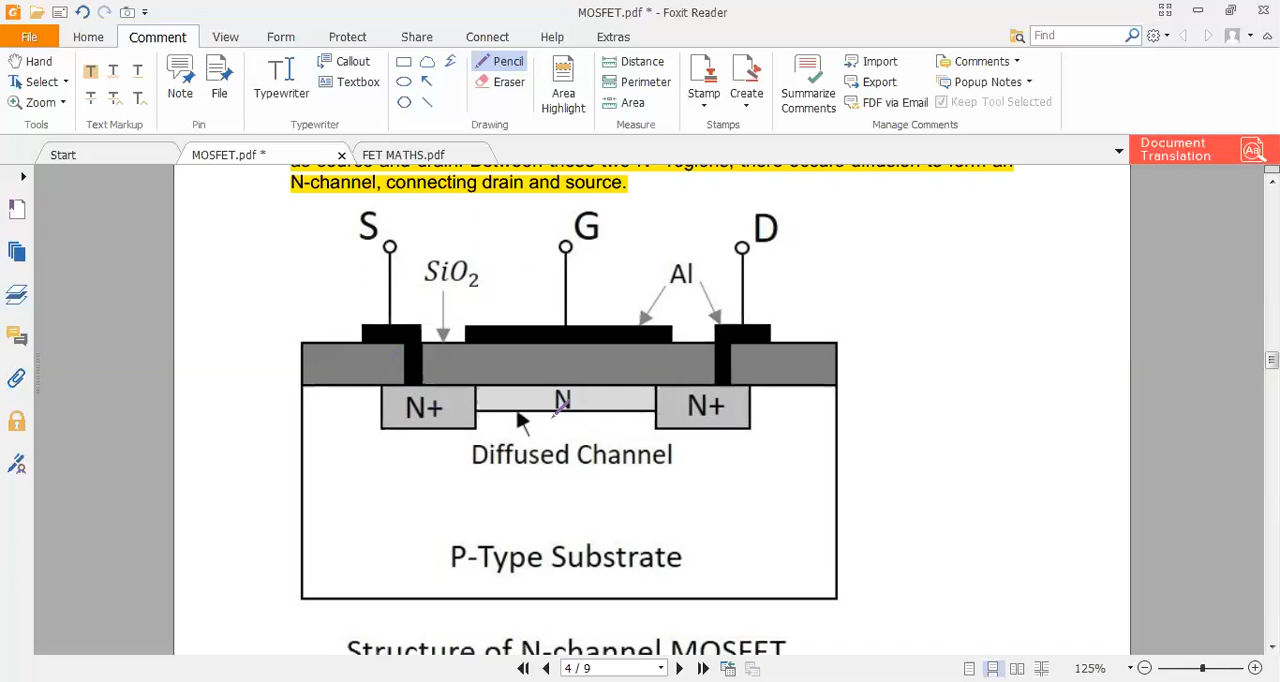 MOSFET.pdf * - Foxit Reader
File Home Comment View Form Protect Share Connect Help Extras
Find
Hand
Select
Zoom
Tools
Text Markup
Note
File
Pin
Typewriter
Callout
Textbox
Typewriter
Pencil
Eraser
Drawing
Area
Highlight
Distance
Perimeter
Area
Measure
Stamp
Create
Stamps
Summarize
Comments
Import
Export
FDF via Email
Comments
Popup Notes
Keep Tool Selected
Manage Comments
Start
MOSFET.pdf *
FET MATHS.pdf
Document
Translation
N-channel, connecting drain and source.
S G D
SiO2
Al
N+ N N+
Diffused Channel
P-Type Substrate
Structure of N-channel MOSFET
4 / 9
125%